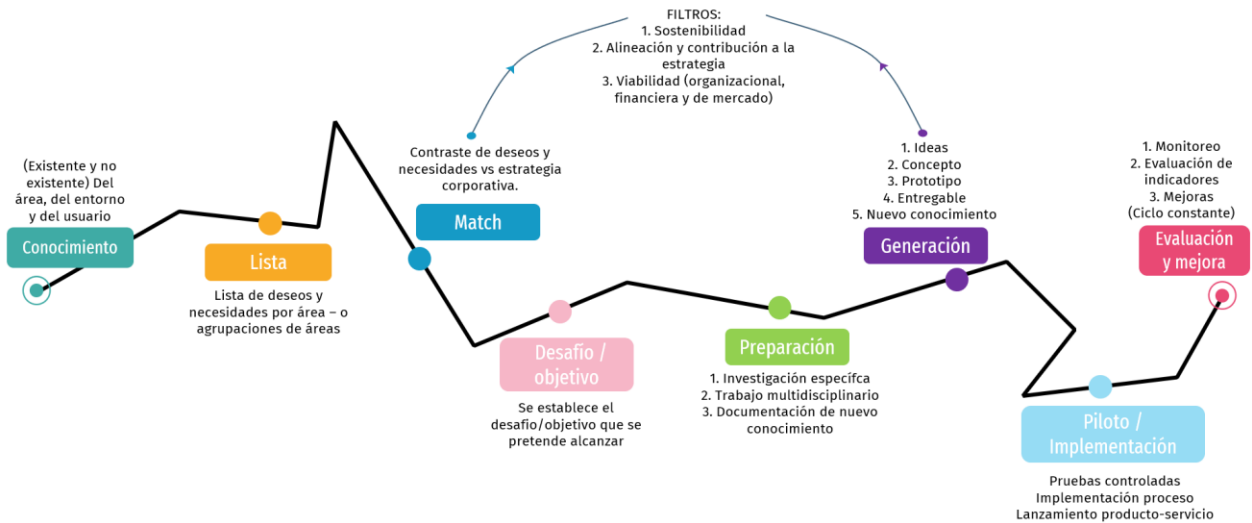 FILTROS:
1. Sostenibilidad
2. Alineación y contribución a la
estrategia
3. Viabilidad (organizacional,
financiera y de mercado)
(Existente y no
existente) Del
área, del entorno
y del usuario
Conocimiento
Lista
Lista de deseos y
necesidades por área – o
agrupaciones de áreas
Contraste de deseos y
necesidades vs estrategia
corporativa.
Match
Desafío /
objetivo
Se establece el
desafio/objetivo que se
pretende alcanzar
Preparación
1. Investigación específca
2. Trabajo multidisciplinario
3. Documentación de nuevo
conocimiento
1. Ideas
2. Concepto
3. Prototipo
4. Entregable
5. Nuevo conocimiento
Generación
Piloto /
Implementación
Pruebas controladas
Implementación proceso
Lanzamiento producto-servicio
1. Monitoreo
2. Evaluación de
indicadores
3. Mejoras
(Ciclo constante)
Evaluación
y mejora